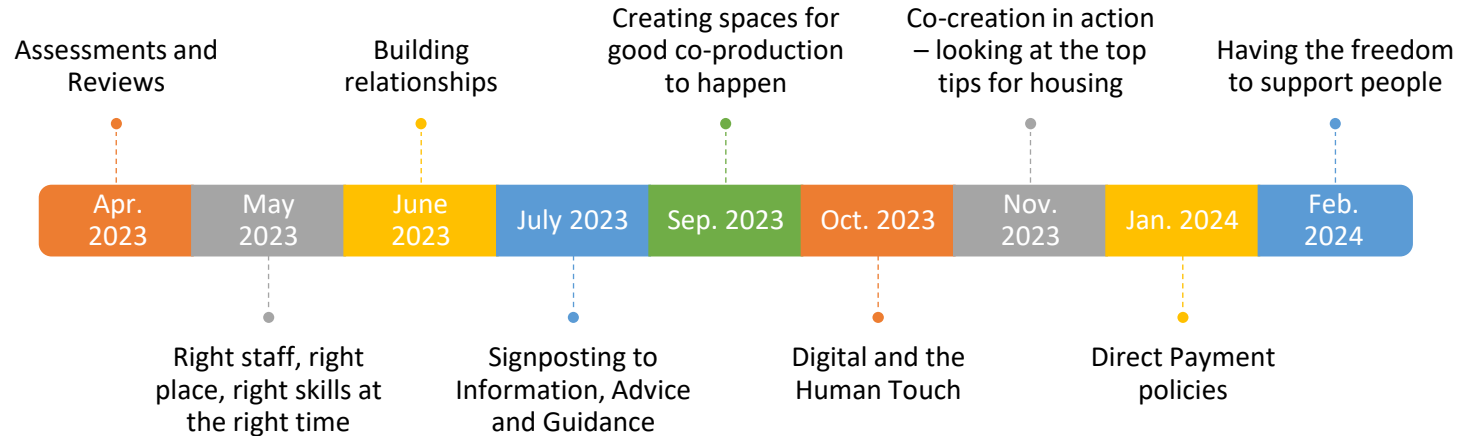 Assessments and
Reviews
Building
relationships
Creating spaces for
good co-production
to happen
Co-creation in action
– looking at the top
tips for housing
Having the freedom
to support people
Apr.
2023
May
2023
June
2023
July 2023
Sep. 2023
Oct. 2023
Nov.
2023
Jan. 2024
Feb.
2024
Right staff, right
place, right skills at
the right time
Signposting to
Information, Advice
and Guidance
Digital and the
Human Touch
Direct Payment
policies